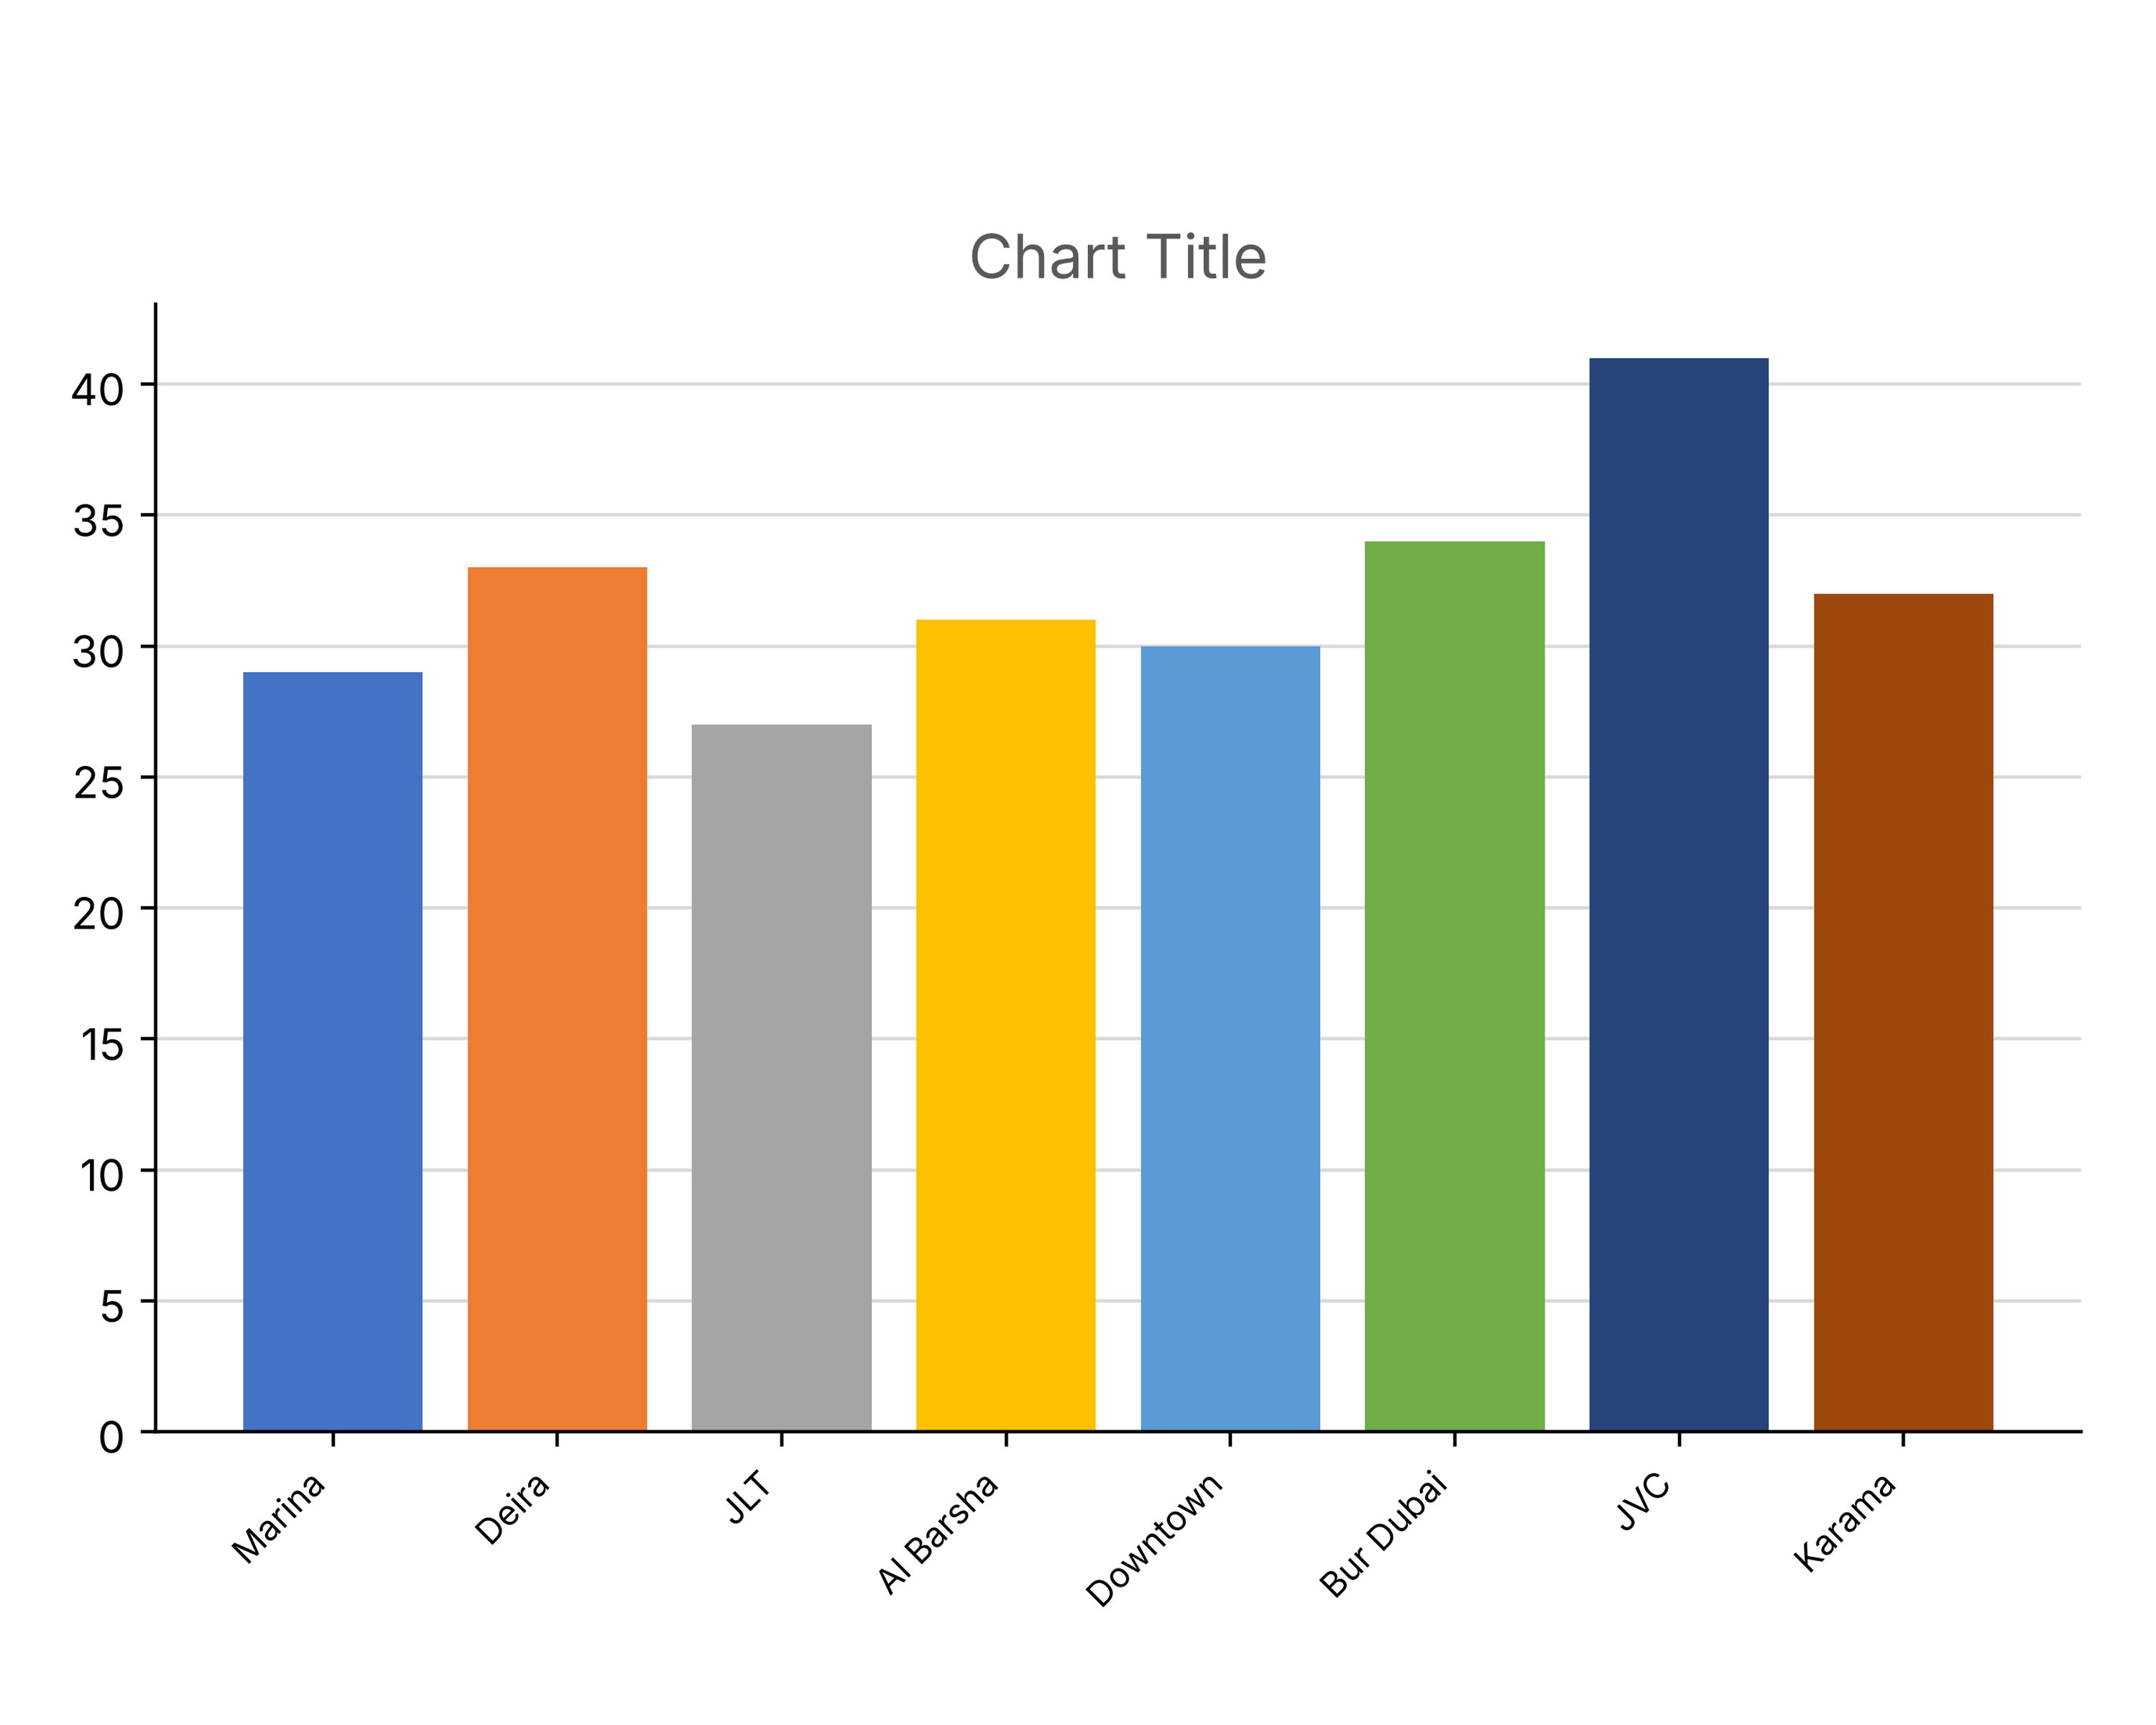 Chart Title
40
35
30
25
20
15
10
5
0
Marina
Deira
JLT
Al Barsha
Downtown
Bur Dubai
JVC
Karama